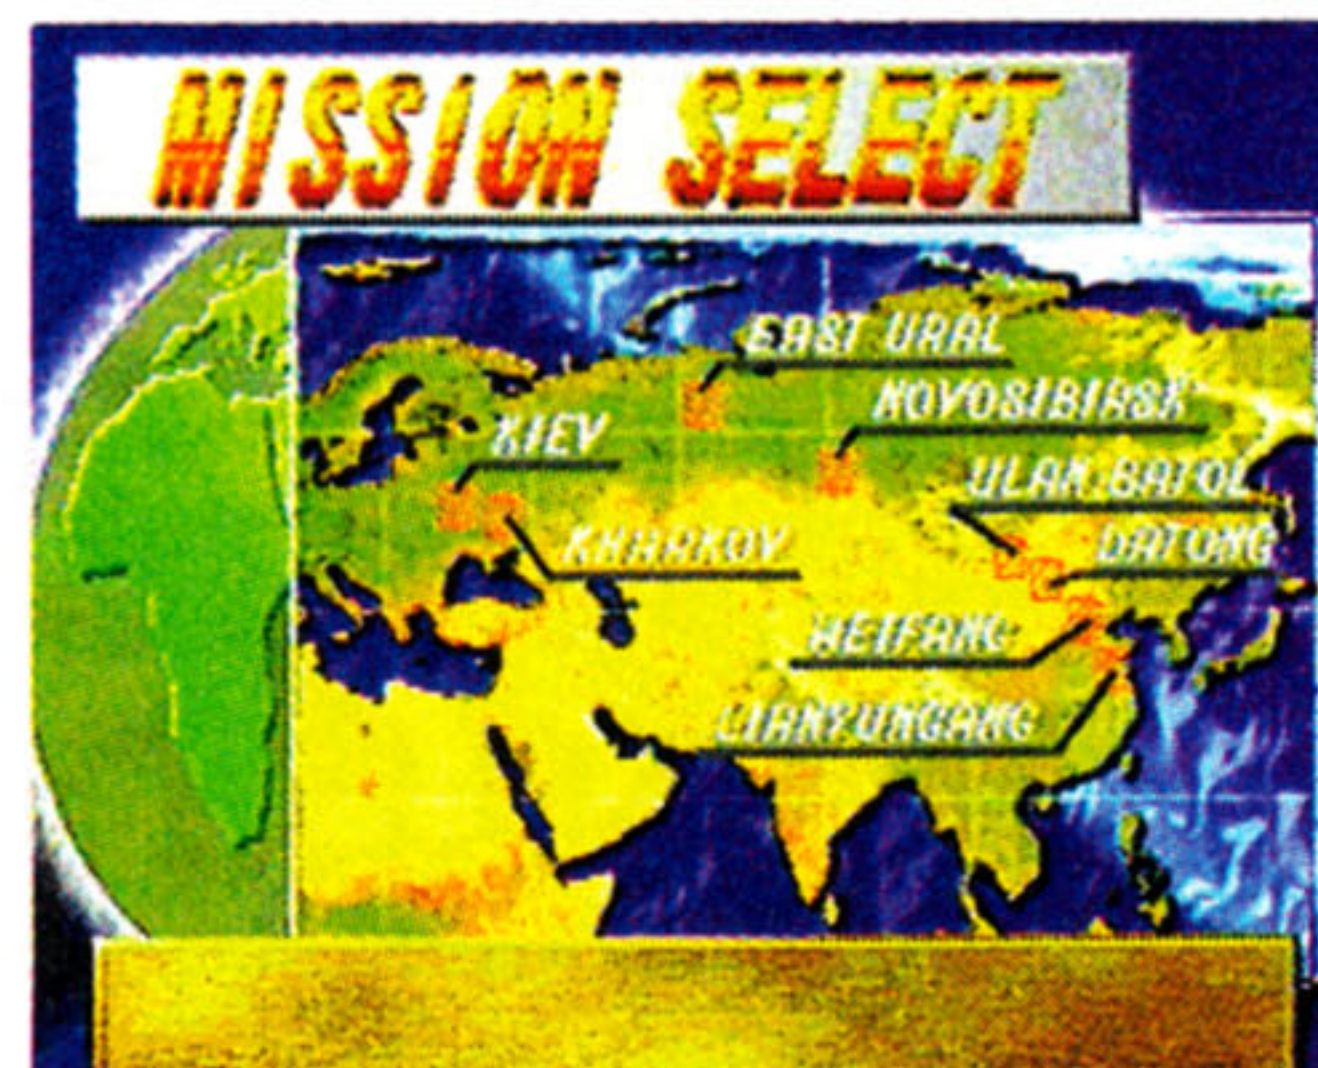 MISSION SELECT
EAST URAL
NOVOSIBIRSK
KIEV
ULAN BATOL
KHARKOV
DATONG
WEIFANG
LIANYUNGANG